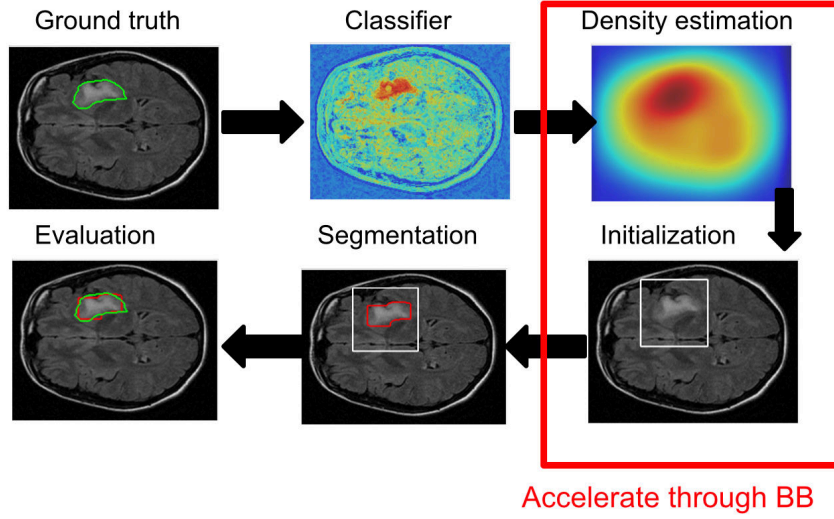 Ground truth
Classifier
Density estimation
Evaluation
Segmentation
Initialization
Accelerate through BB